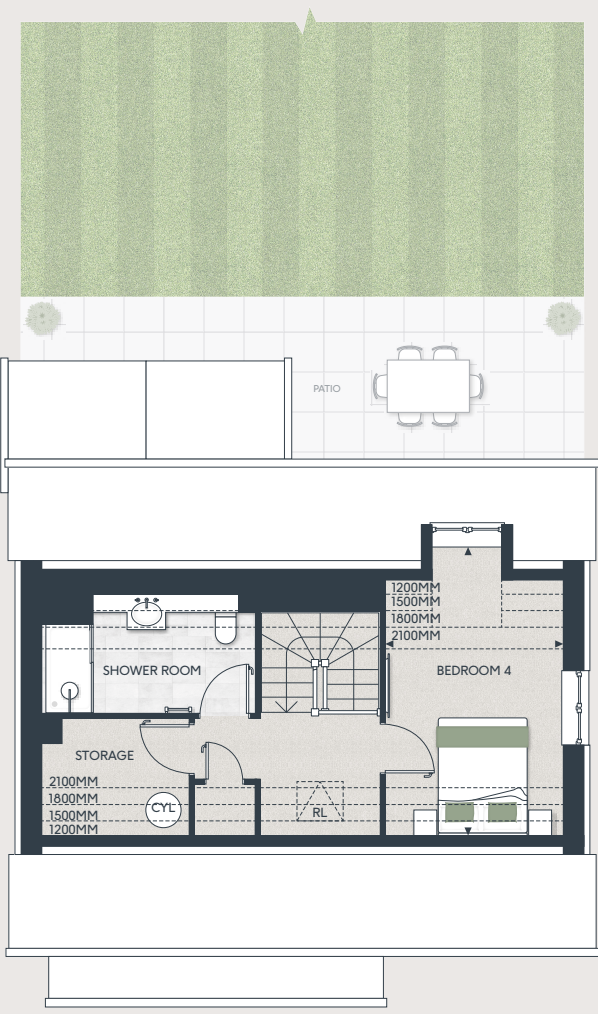 PATIO
1200MM
1500MM
1800MM
2100MM
SHOWER ROOM
BEDROOM 4
STORAGE
2100MM
1800MM
1500MM
1200MM
CYL
RL